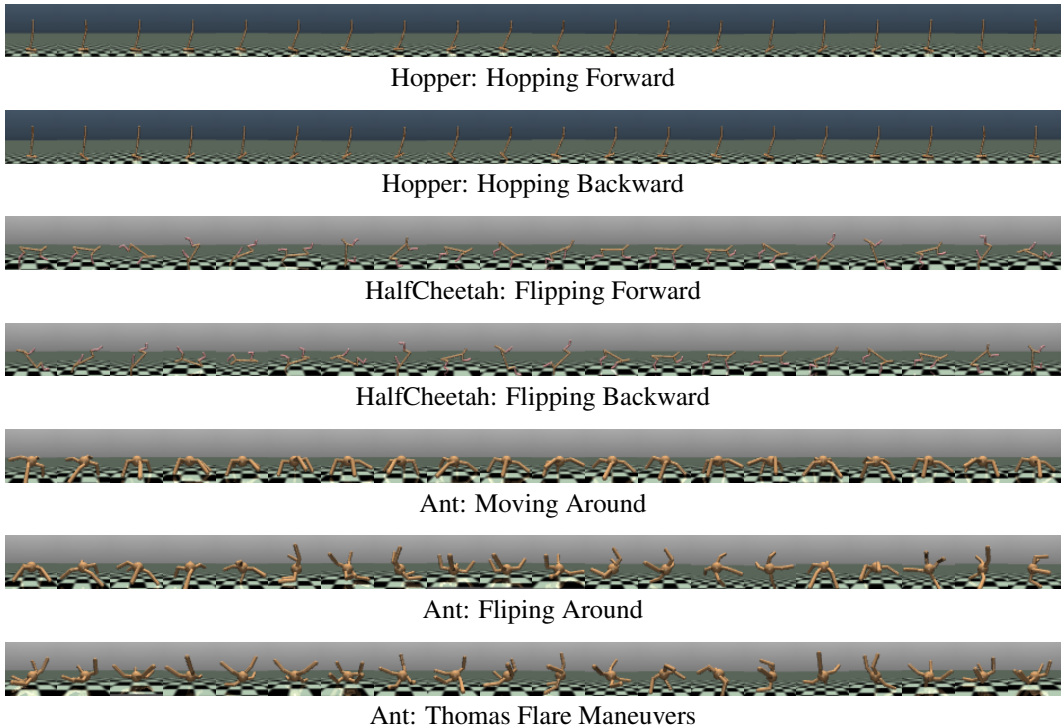 Hopper: Hopping Forward
Hopper: Hopping Backward
HalfCheetah: Flipping Forward
HalfCheetah: Flipping Backward
Ant: Moving Around
Ant: Fliping Around
Ant: Thomas Flare Maneuvers